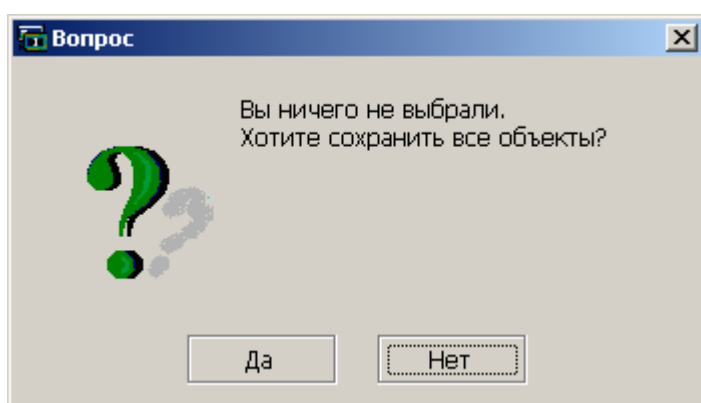 Вопрос
Вы ничего не выбрали.
Хотите сохранить все объекты?
Да
Нет